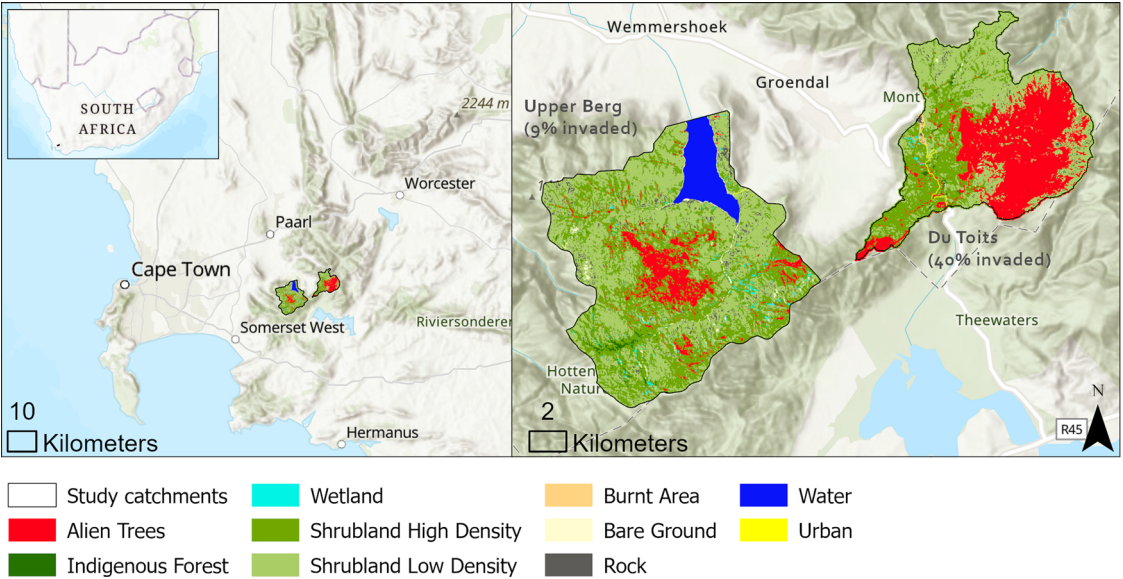 SOUTH
AFRICA
2244 m
Worcester
Paarl
Cape Town
Somerset West
Riviersonderen
Hermanus
10
Kilometers
Wemmershoek
Groendal
Mont
Upper Berg
(9% invaded)
Du Toits
(40% invaded)
Theewaters
Hotten
Natur
2
Kilometers
N
R45
Study catchments
Alien Trees
Indigenous Forest
Wetland
Shrubland High Density
Shrubland Low Density
Burnt Area
Bare Ground
Rock
Water
Urban